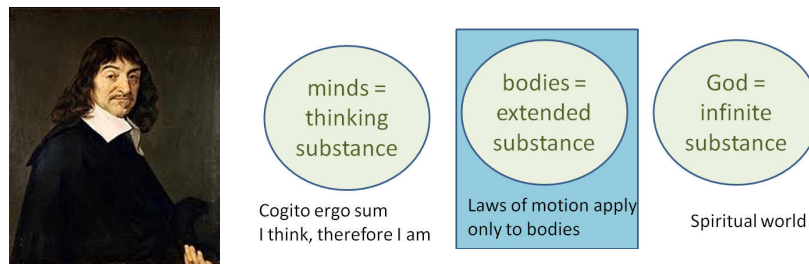 minds =
thinking
substance
bodies =
extended
substance
God =
infinite
substance
Cogito ergo sum
I think, therefore I am
Laws of motion apply
only to bodies
Spiritual world